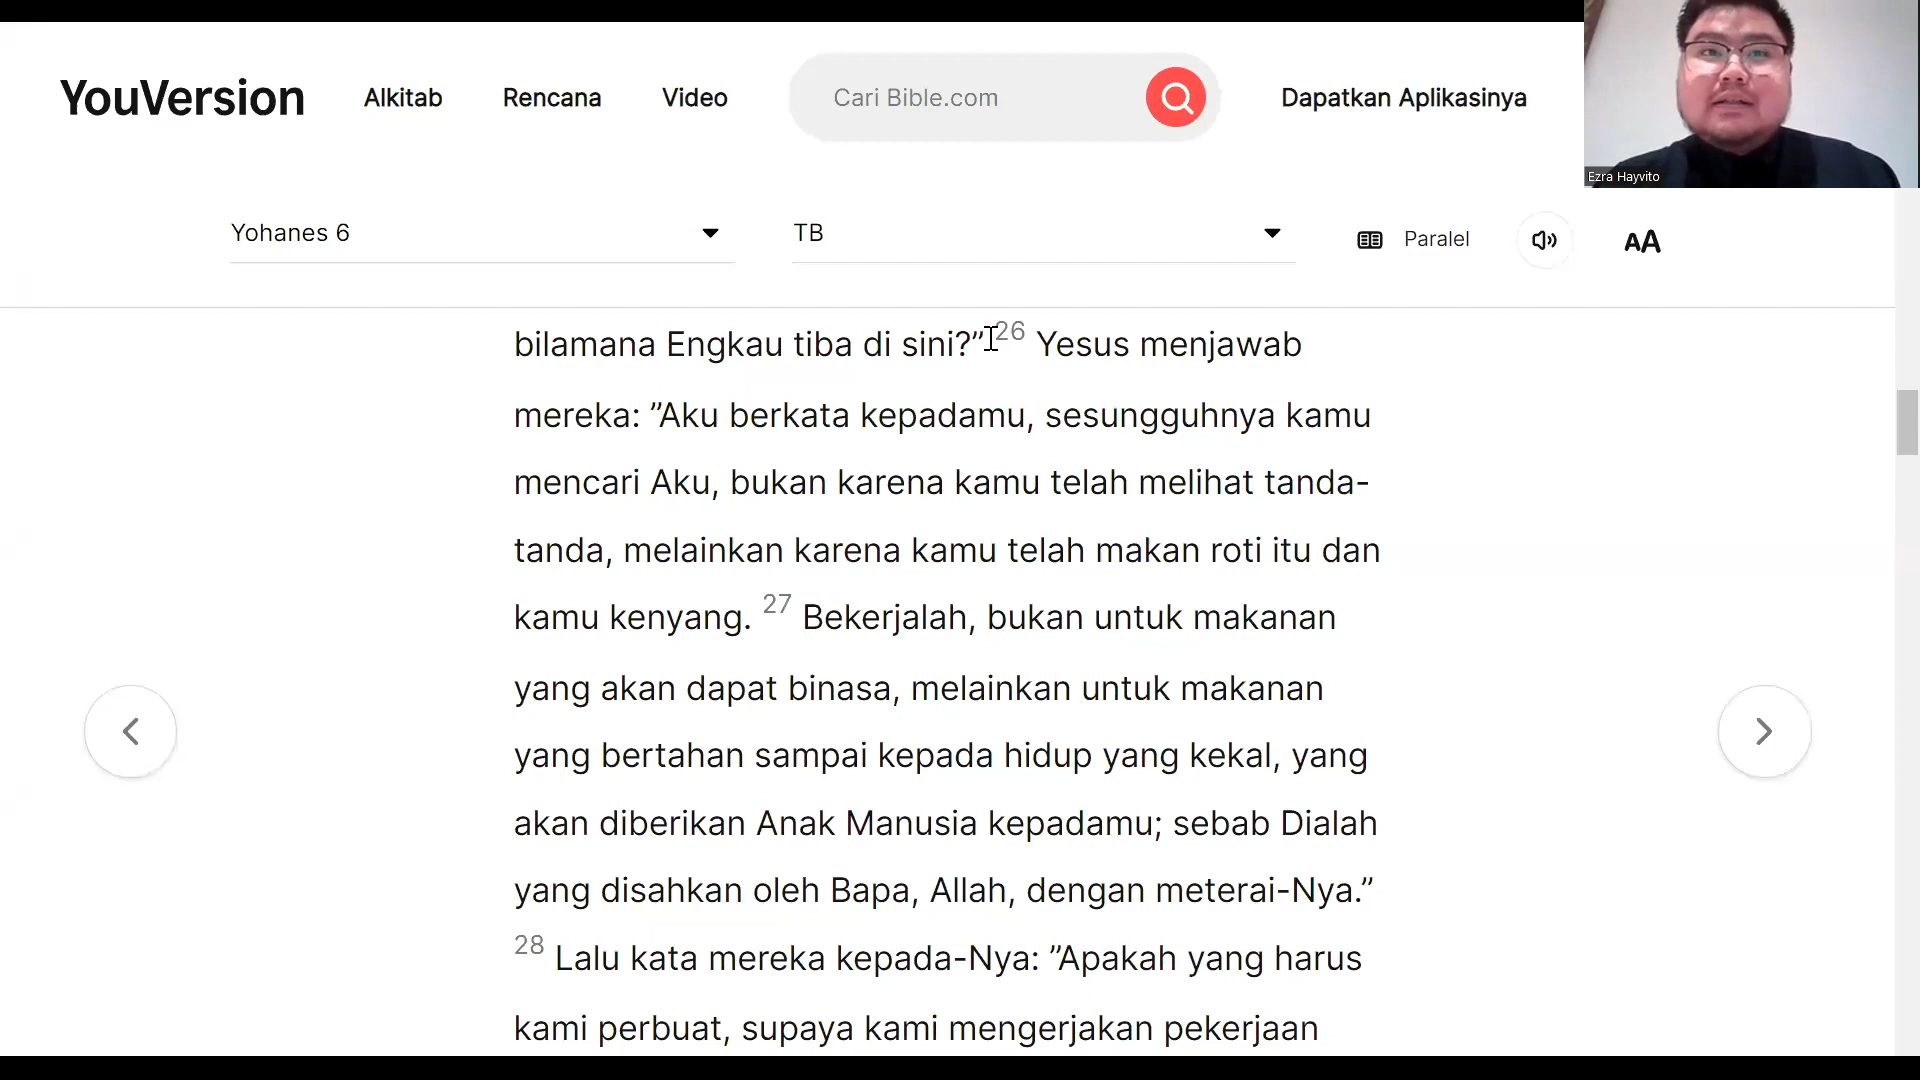 YouVersion Alkitab Rencana Video Cari Bible.com Dapatkan Aplikasinya
Ezra Hayvito
Yohanes 6 TB Paralel AA
bilamana Engkau tiba di sini?” 26 Yesus menjawab
mereka: ”Aku berkata kepadamu, sesungguhnya kamu
mencari Aku, bukan karena kamu telah melihat tanda-
tanda, melainkan karena kamu telah makan roti itu dan
kamu kenyang. 27 Bekerjalah, bukan untuk makanan
yang akan dapat binasa, melainkan untuk makanan
yang bertahan sampai kepada hidup yang kekal, yang
akan diberikan Anak Manusia kepadamu; sebab Dialah
yang disahkan oleh Bapa, Allah, dengan meterai-Nya.”
28 Lalu kata mereka kepada-Nya: ”Apakah yang harus
kami perbuat, supaya kami mengerjakan pekerjaan